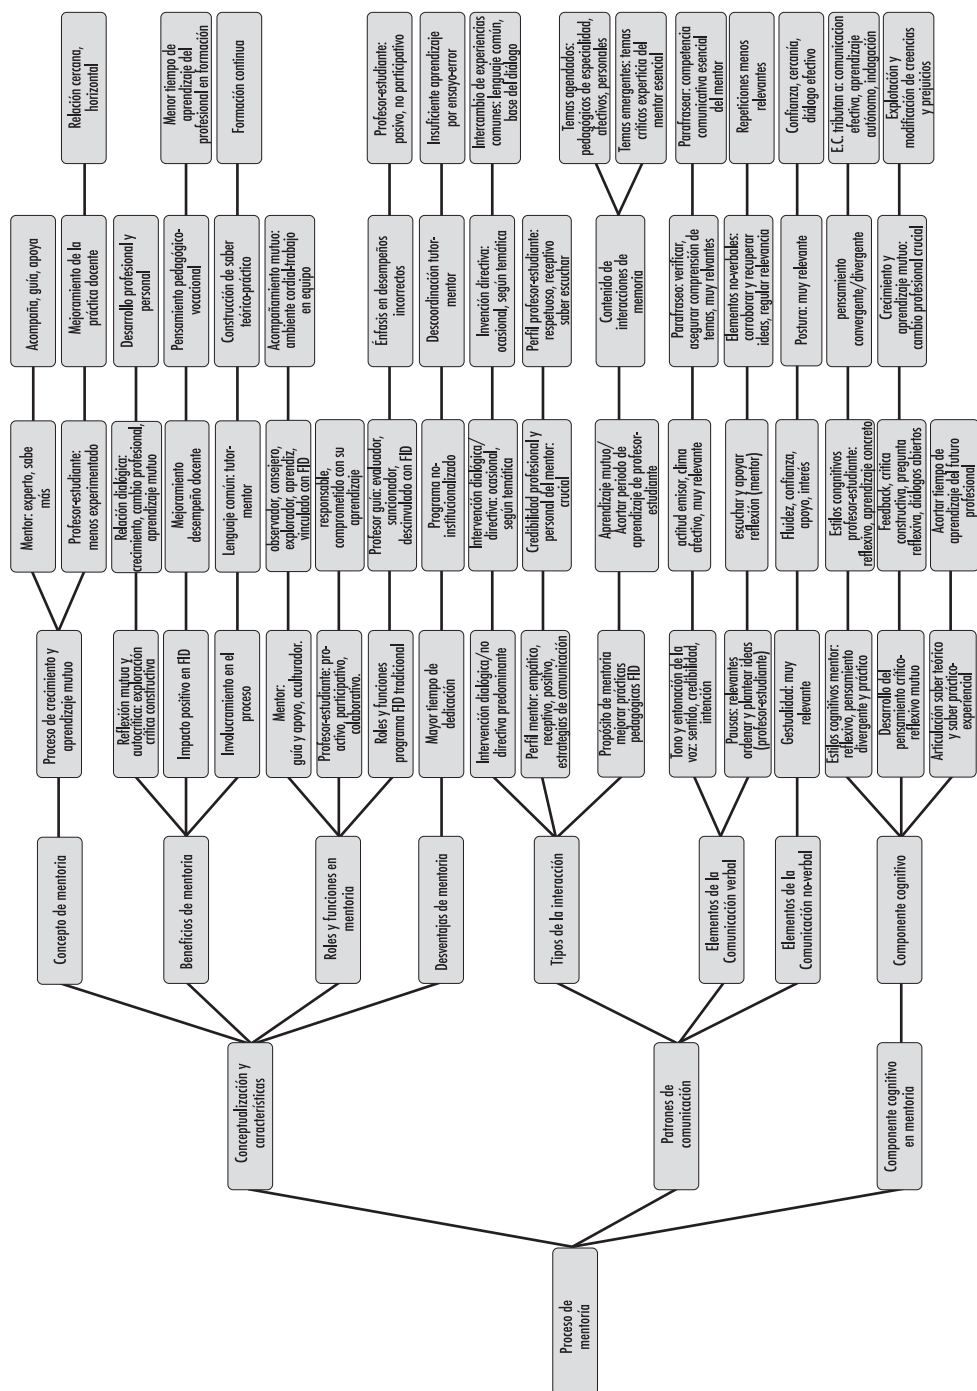 Proceso de
mentoría
Conceptualización y
características
Patrones de
comunicación
Componente cognitivo
en mentoria
Concepto de mentoria
Beneficios de mentoria
Roles y funciones en
mentoria
Desventajas de mentoria
Tipos de la interacción
Elementos de la
Comunicación verbal
Elementos de la
Comunicación no-verbal
Componente cognitivo
Proceso de crecimiento y
aprendizaje mutuo
Reflexión mutua y
autocritica: exploración
critica constructiva
Impacto positivo en FID
Involucramiento en el
proceso
Mentor:
guía y apoyo, aculturador.
Profesor-estudiante: pro-
activo, participativo,
colaborativo.
Roles y funciones
programa FID tradicional
Mayor tiempo de
dedicación
Intervención dialógica/no
directiva predominante
Perfil mentor: empático,
receptivo, positivo,
estrategias de comunicación
Propósito de mentoria
mejorar prácticas
pedagógicas FID
Tono y entonación de la
voz: sentido, credibilidad,
intención
Pausas: relevantes
ordenar y plantear ideas
(profesor-estudiante)
Gestualidad: muy
relevante
Estilos cognitivos mentor:
reflexivo, pensamiento
divergente y práctico
Desarrollo del
pensamiento crítico-
reflexivo mutuo
Articulación saber teórico
y saber práctico-
experiencial
Mentor: experto, sabe
más
Profesor-estudiante:
menos experimentado
Relación dialógica:
crecimiento, cambio profesional,
aprendizaje mutuo
Mejoramiento
desempeño docente
Lenguaje común: tutor-
mentor
observador, consejero,
explorador, aprendiz,
vinculado con FID
responsable,
comprometido con su
aprendizaje
Profesor guía: evaluador,
sancionador,
desvinculado con FID
Programa no-
institucionalizado
Intervención dialógica/
directiva: ocasional,
según temática
Credibilidad profesional y
personal del mentor:
crucial
Aprendizaje mutuo/
Acortar periodo de
aprendizaje de profesor-
estudiante
actitud emisor, clima
afectivo, muy relevante
escuchar y apoyar
reflexión (mentor)
Fluidez, confianza,
apoyo, interés
Estilos cognitivos
profesor-estudiante:
reflexivo, aprendizaje concreto
Feedback, crítica
constructiva, pregunta
reflexiva, diálogos abiertos
Acortar tiempo de
aprendizaje del futuro
profesional
Acompaña, guía, apoya
Mejoramiento de la
práctica docente
Desarrollo profesional y
personal
Pensamiento pedagógico-
vocacional
Construcción de saber
teórico-práctico
Acompañamiento mutuo:
ambiente cordial-trabajo
en equipo
Énfasis en desempeños
incorrectos
Descoordinación tutor-
mentor
Invención directiva:
ocasional, según temática
Perfil profesor-estudiante:
respetuoso, receptivo
saber escuchar
Contenido de
interacciones de
memoria
Parafraseo: verificar,
asegurar comprensión de
temas, muy relvantes
Elementos no-verbales:
corroborar y recuperar
ideas, regular relevancia
Postura: muy relevante
pensamiento
convergente/divergente
Crecimiento y
aprendizaje mutuo:
cambio profesional crucial
Relación cercana,
horizontal
Menor tiempo de
aprendizaje del
profesional en formación
Formación continua
Profesor-estudiante:
pasivo, no participativo
Insuficiente aprendizaje
por ensayo-error
Intercambio de experiencias
comunes: lenguaje común,
base del diálogo
Temas agendados:
pedagógicos de especialidad,
afectivos, personales
Temas emergentes: temas
críticos experticia del
mentor esencial
Parafrasear: competencia
comunicativa esencial
del mentor
Repeticiones menos
relevantes
Confianza, cercanía,
diálogo efectivo
E.C. tributan a: comunicacion
efectiva, aprendizaje
autónomo, indagación
Explotación y
modificación de creencias
y prejuicios